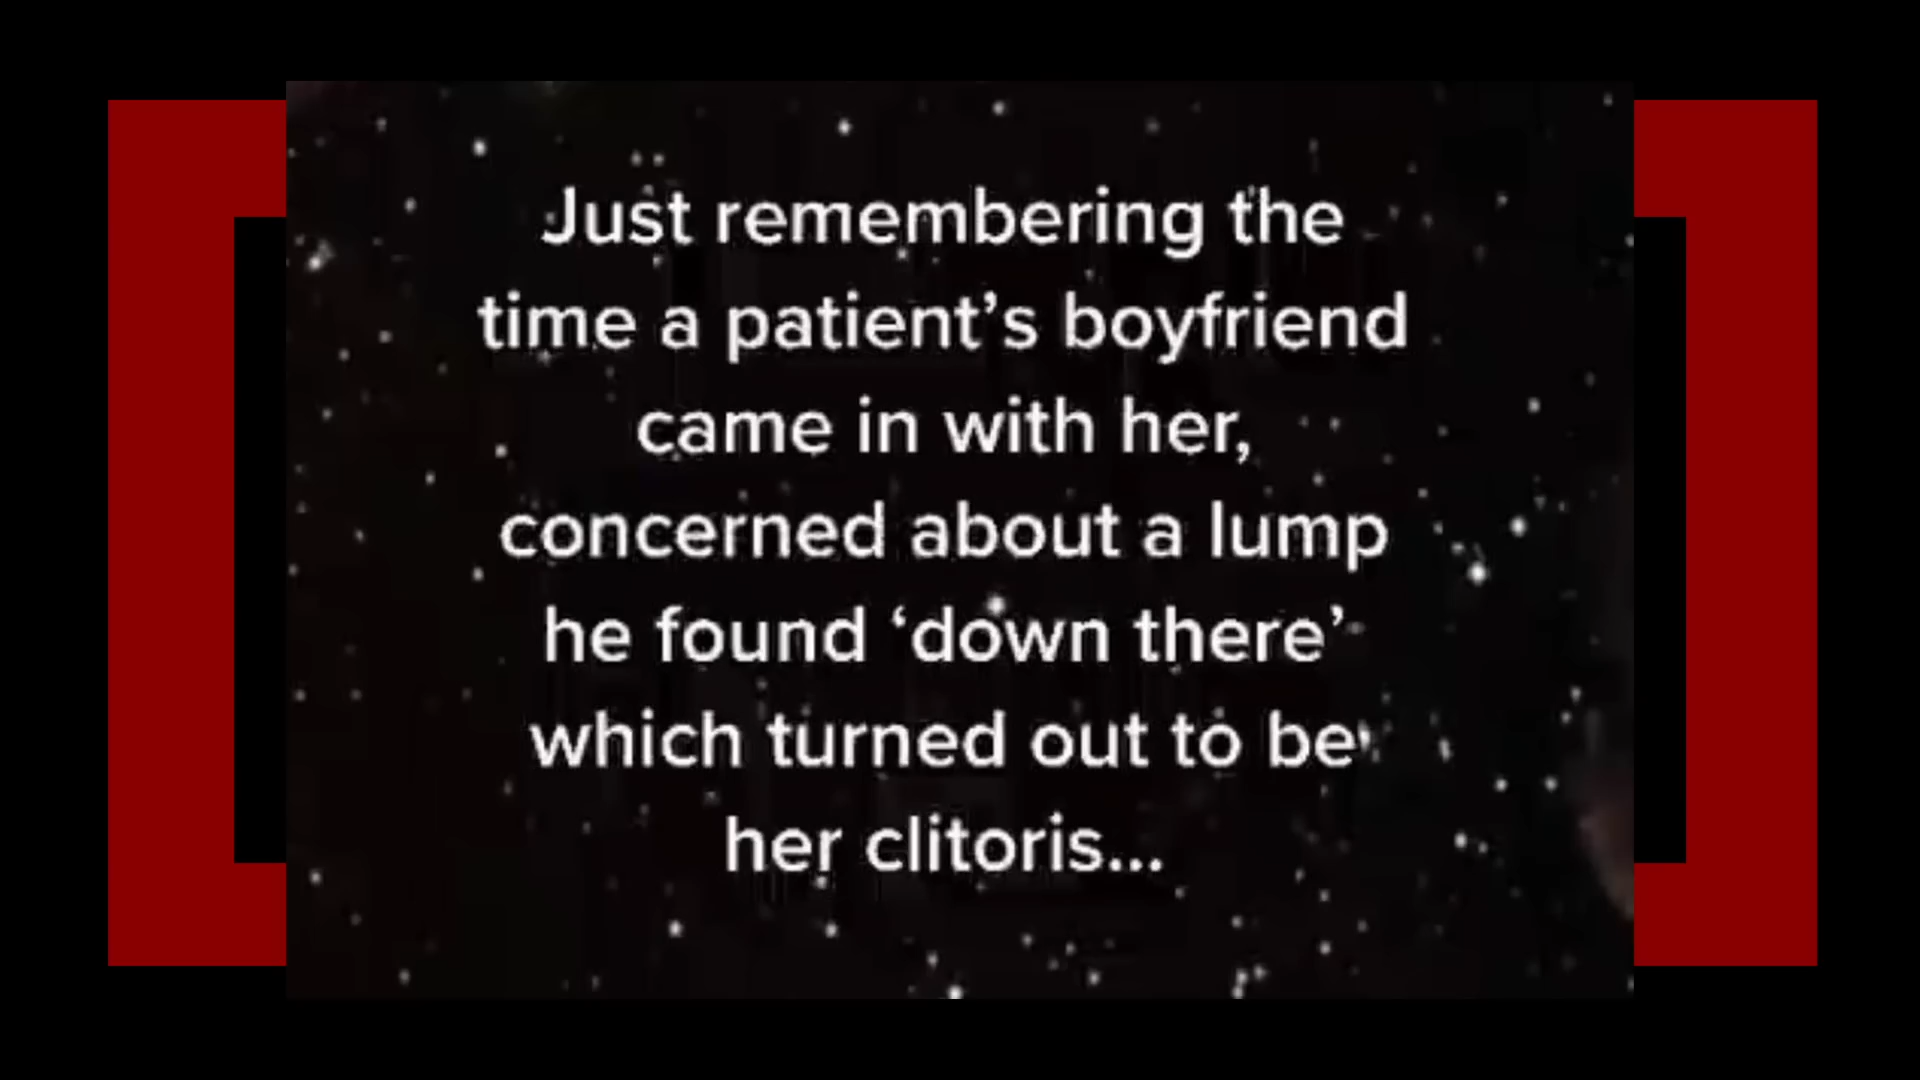 Just remembering the
time a patient’s boyfriend
came in with her,
concerned about a lump
he found ‘down there’
which turned out to be
her clitoris...